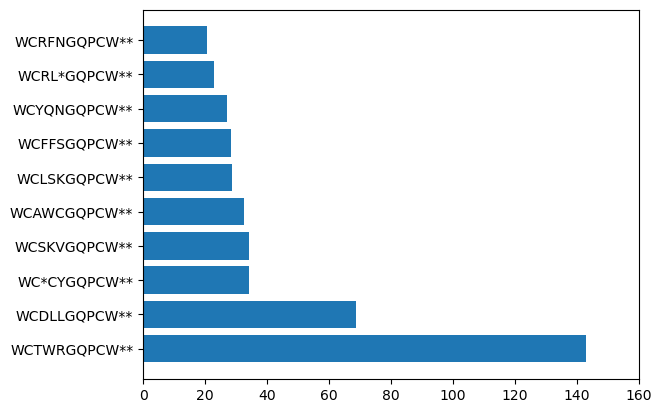 WCRFNGQPCW**
WCRL*GQPCW**
WCYQNGQPCW**
WCFFSGQPCW**
WCLSKGQPCW**
WCAWCGQPCW**
WCSKVGQPCW**
WC*CYGQPCW**
WCDLLGQPCW**
WCTWRGQPCW**
0 20 40 60 80 100 120 140 160